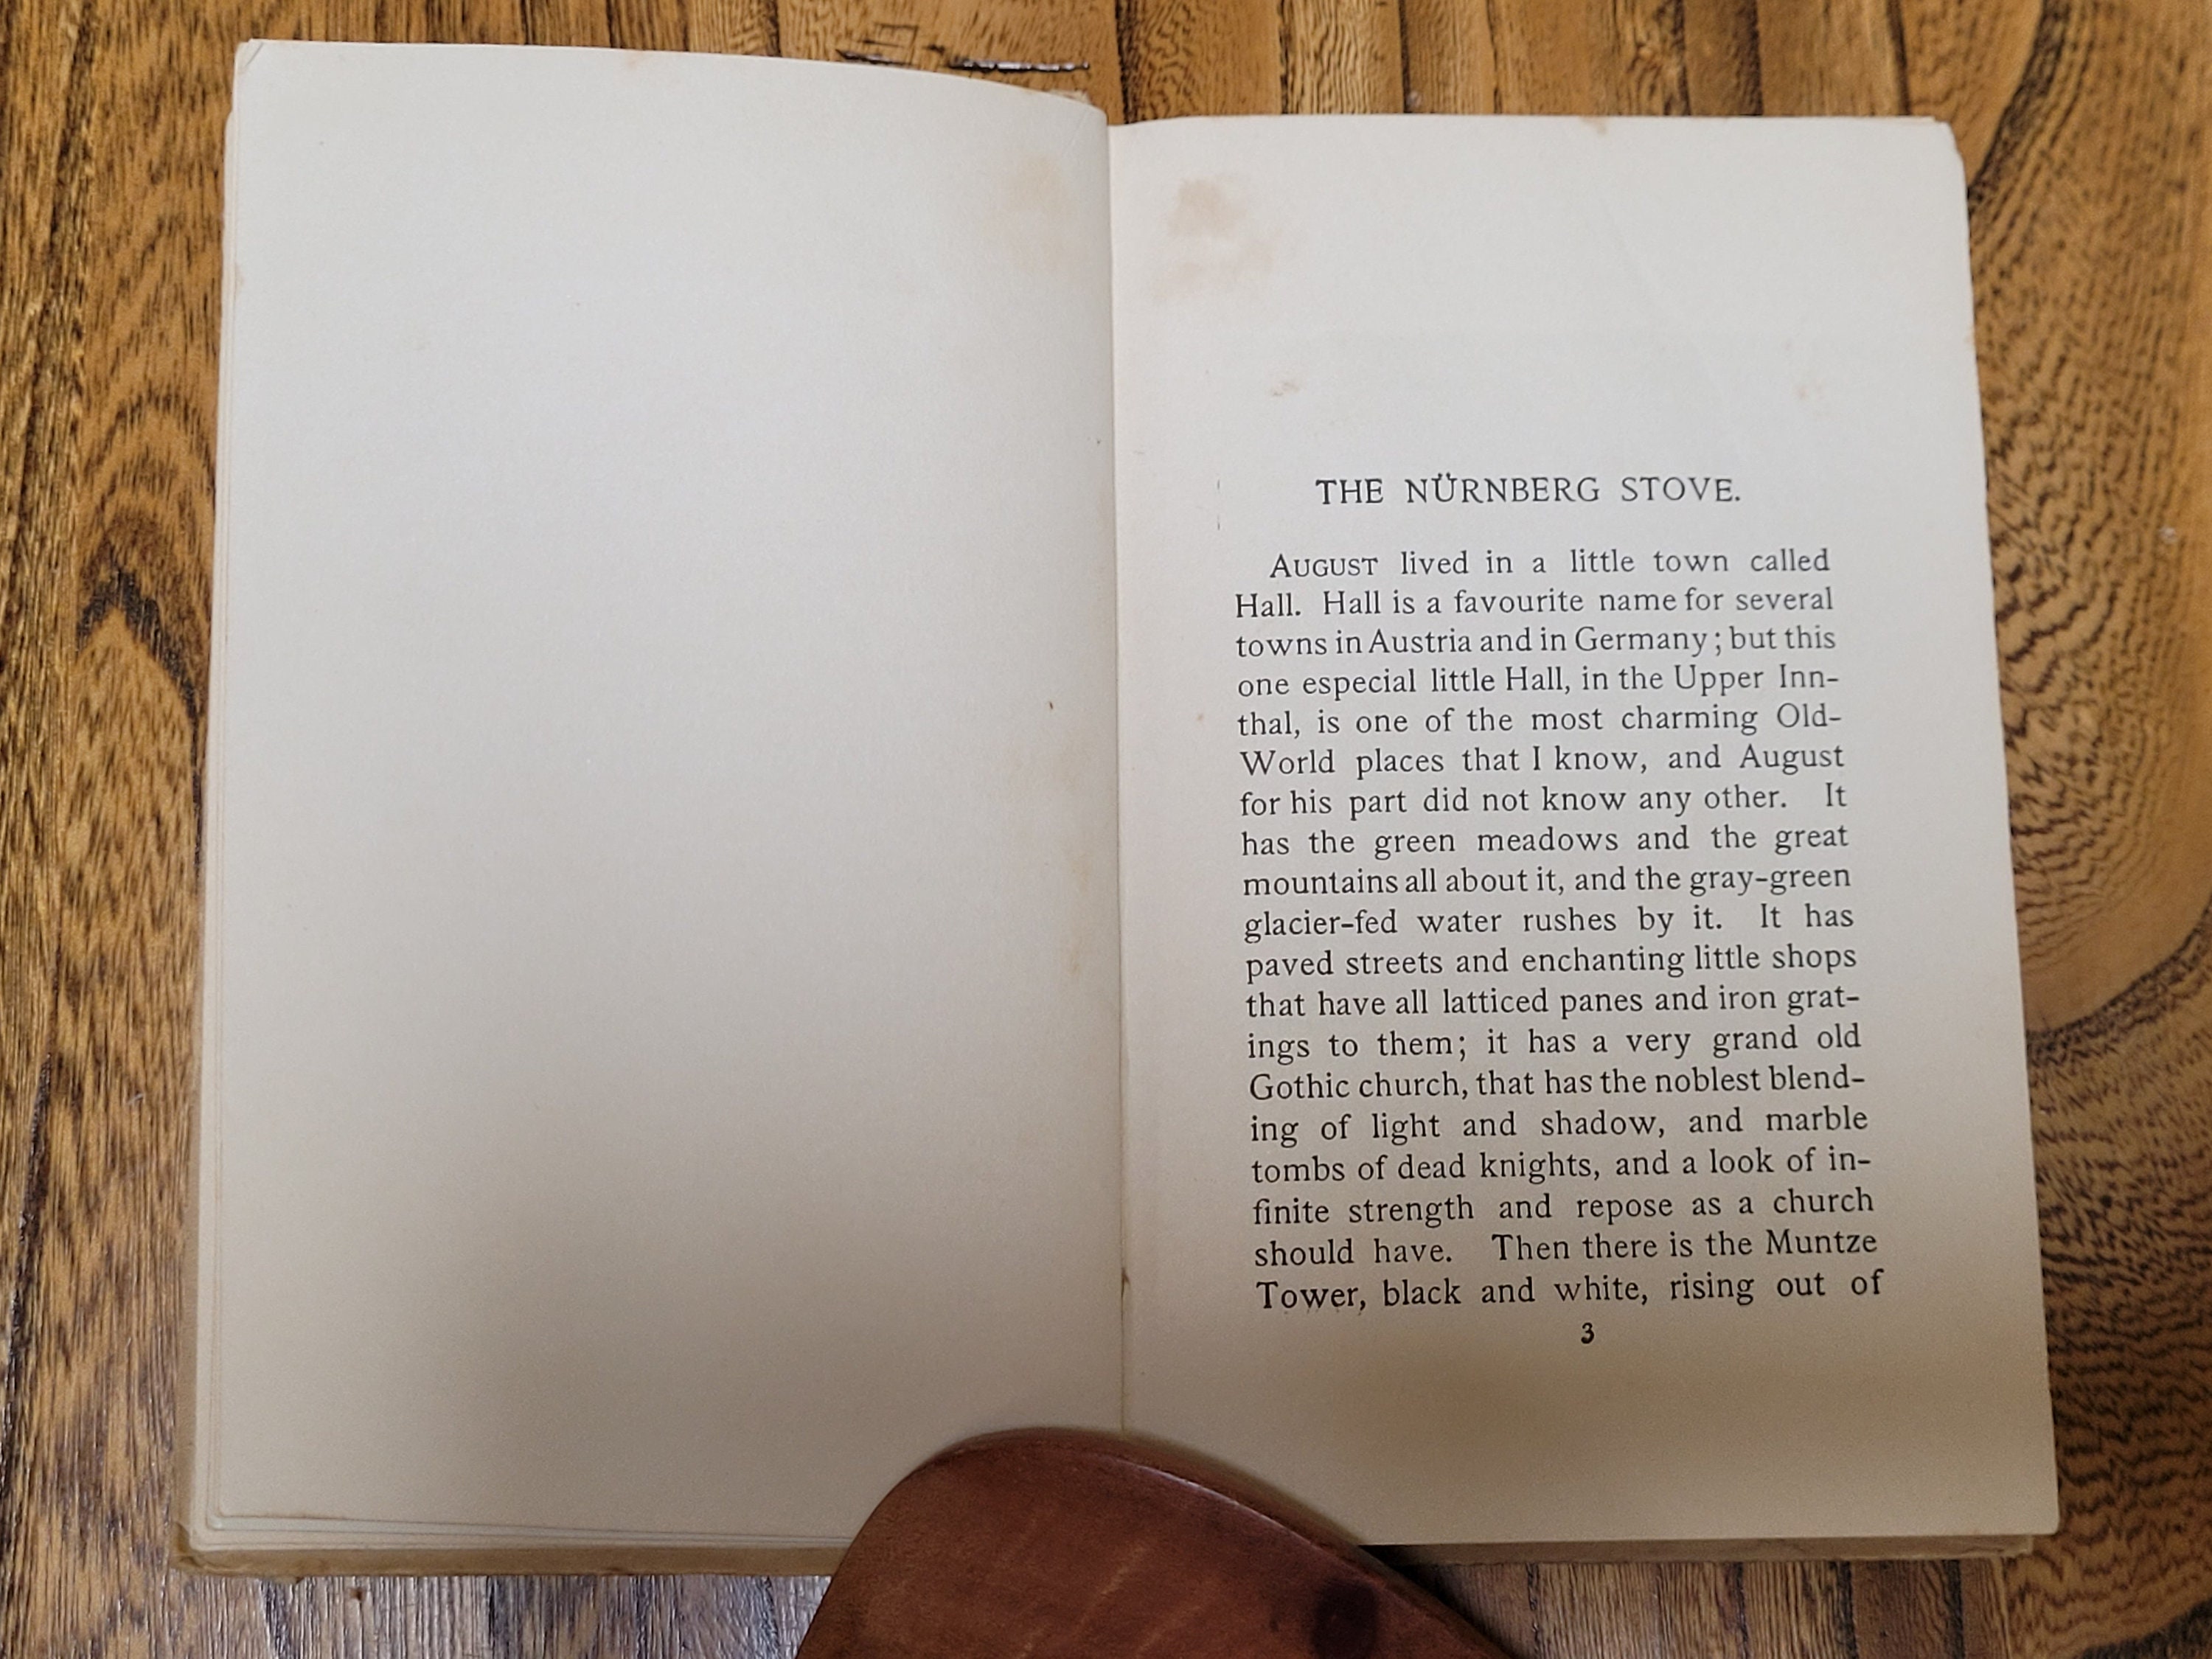 THE NÜRNBERG STOVE.
AUGUST lived in a little town called
Hall. Hall is a favourite name for several
towns in Austria and in Germany; but this
one especial little Hall, in the Upper Inn-
thal, is one of the most charming Old-
World places that I know, and August
for his part did not know any other. It
has the green meadows and the great
mountains all about it, and the gray-green
glacier-fed water rushes by it. It has
paved streets and enchanting little shops
that have all latticed panes and iron grat-
ings to them; it has a very grand old
Gothic church, that has the noblest blend-
ing of light and shadow, and marble
tombs of dead knights, and a look of in-
finite strength and repose as a church
should have. Then there is the Muntze
Tower, black and white, rising out of
3